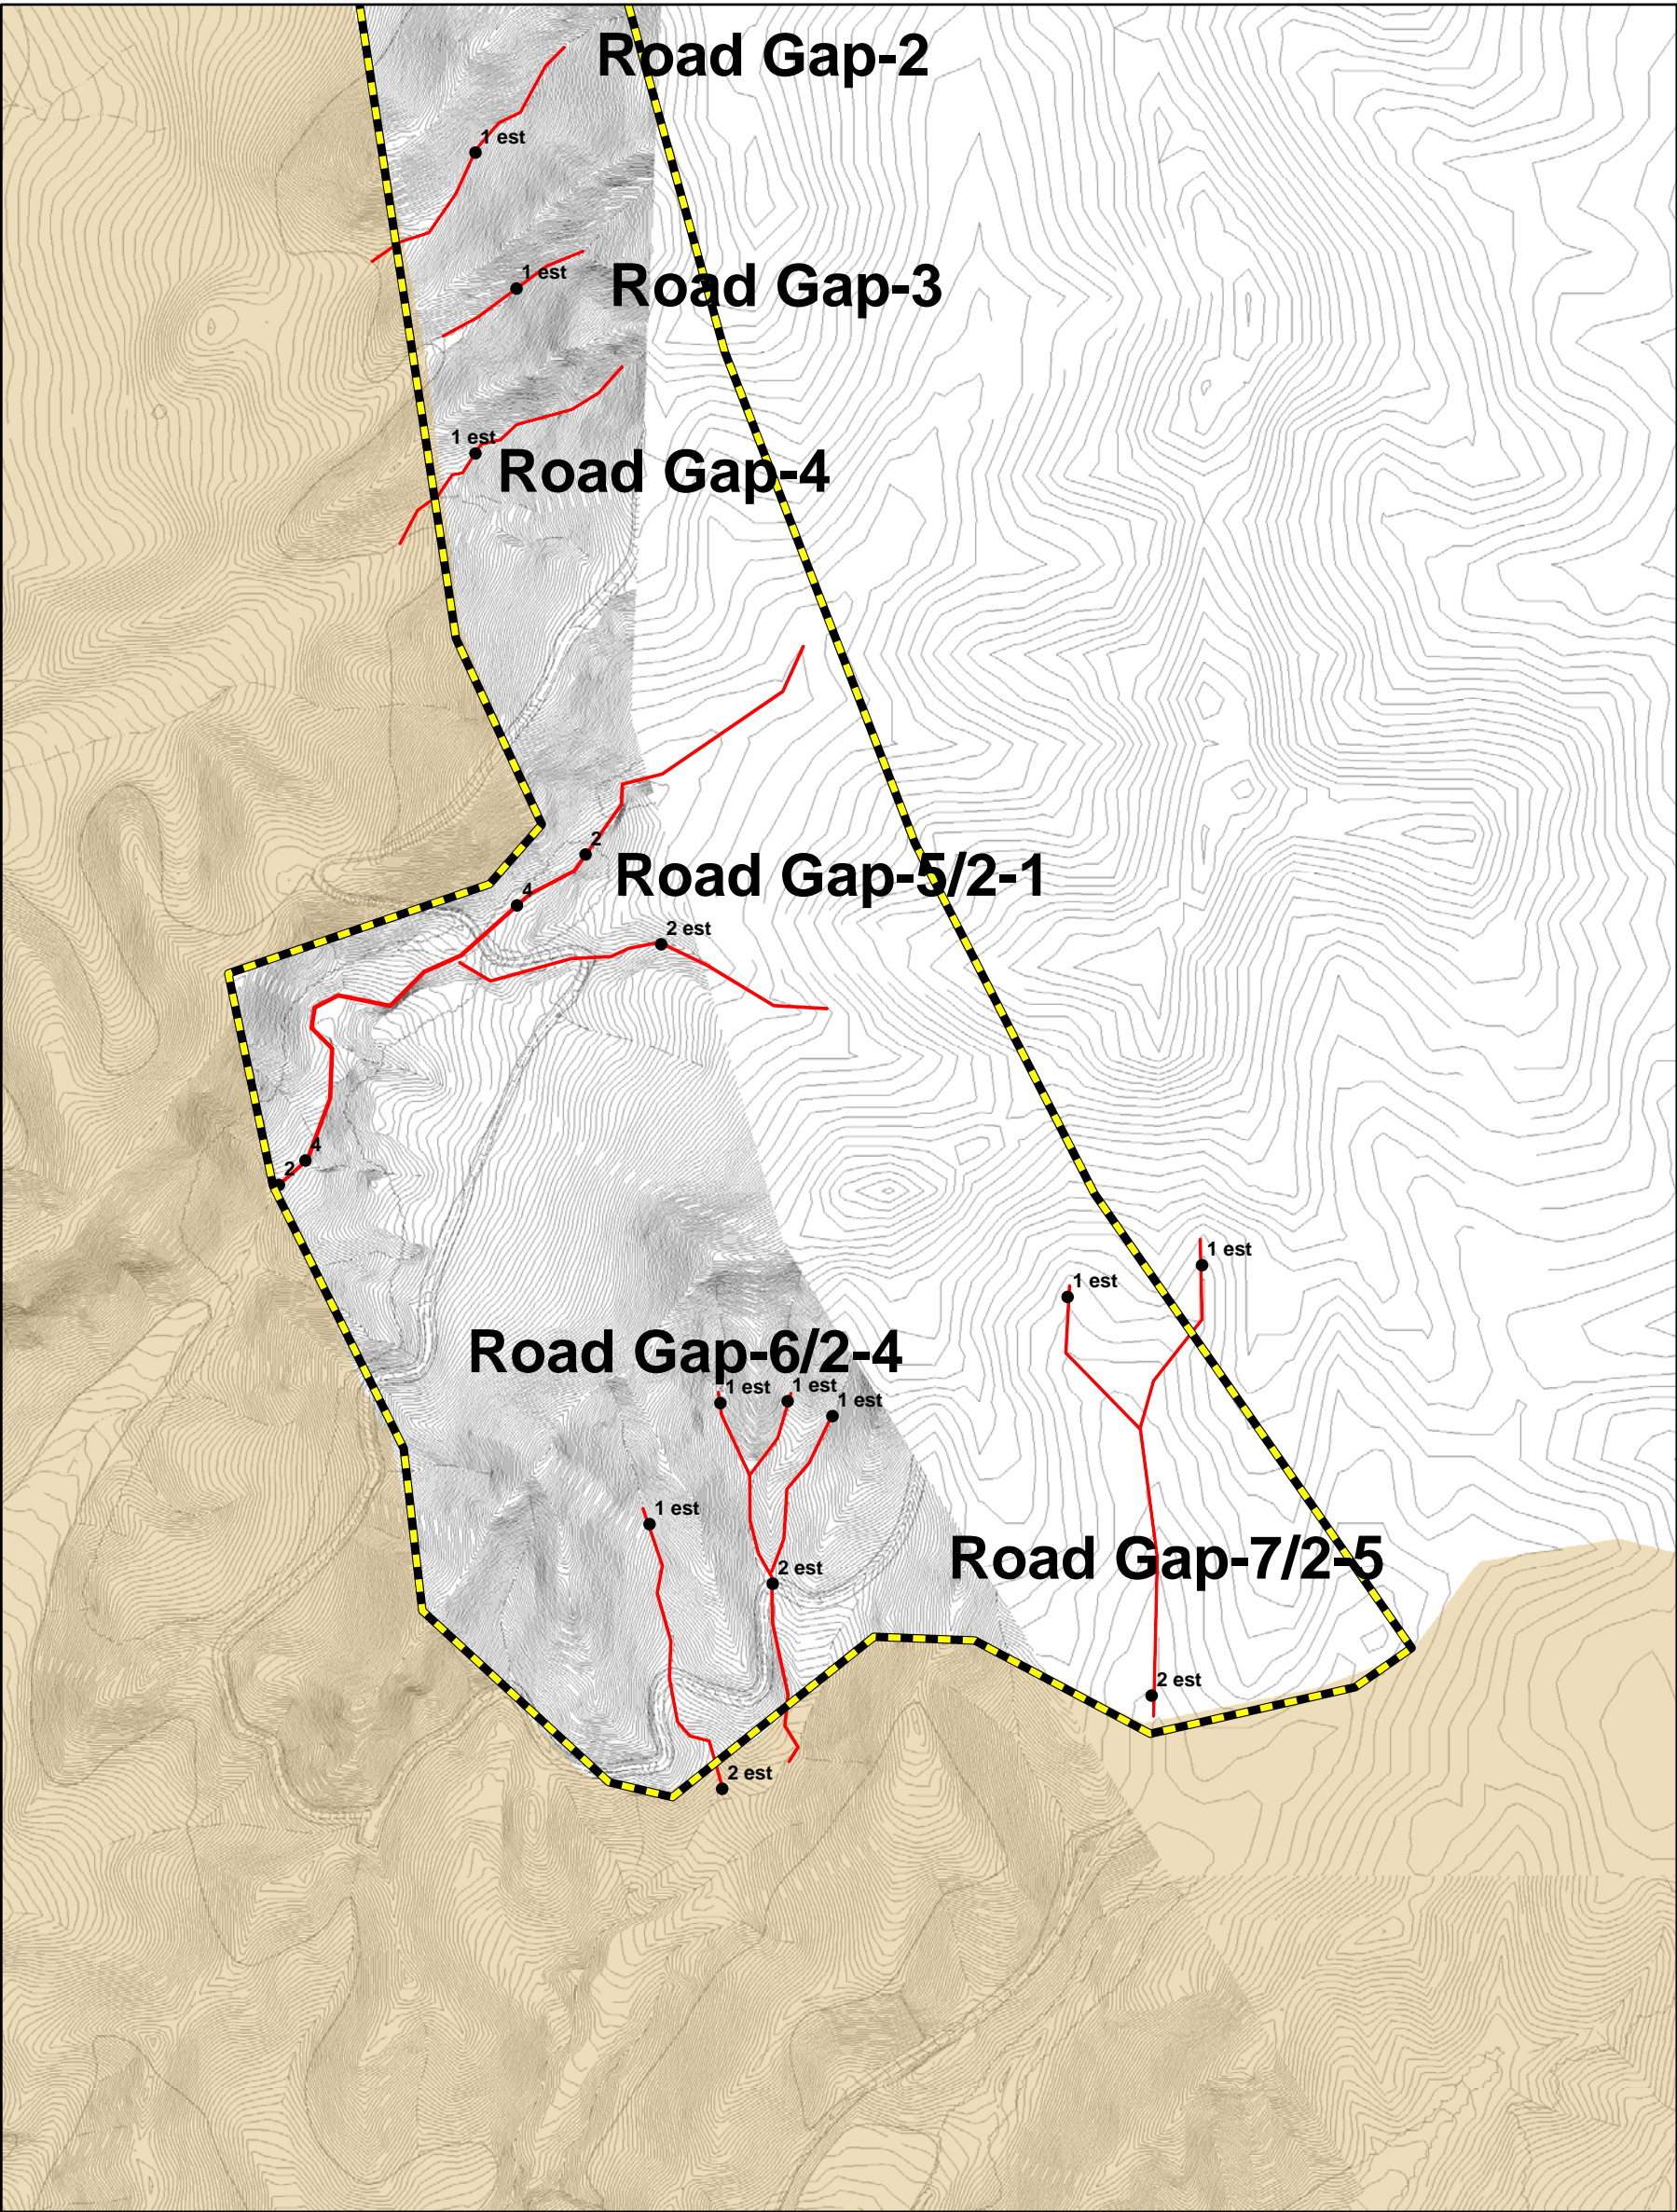 Road Gap-2
1 est
1 est
Road Gap-3
1 est
Road Gap-4
2
Road Gap-5/2-1
4
2 est
4
2
1 est
1 est
Road Gap-6/2-4
1 est
1 est
1 est
1 est
Road Gap-7/2-5
2 est
2 est
2 est